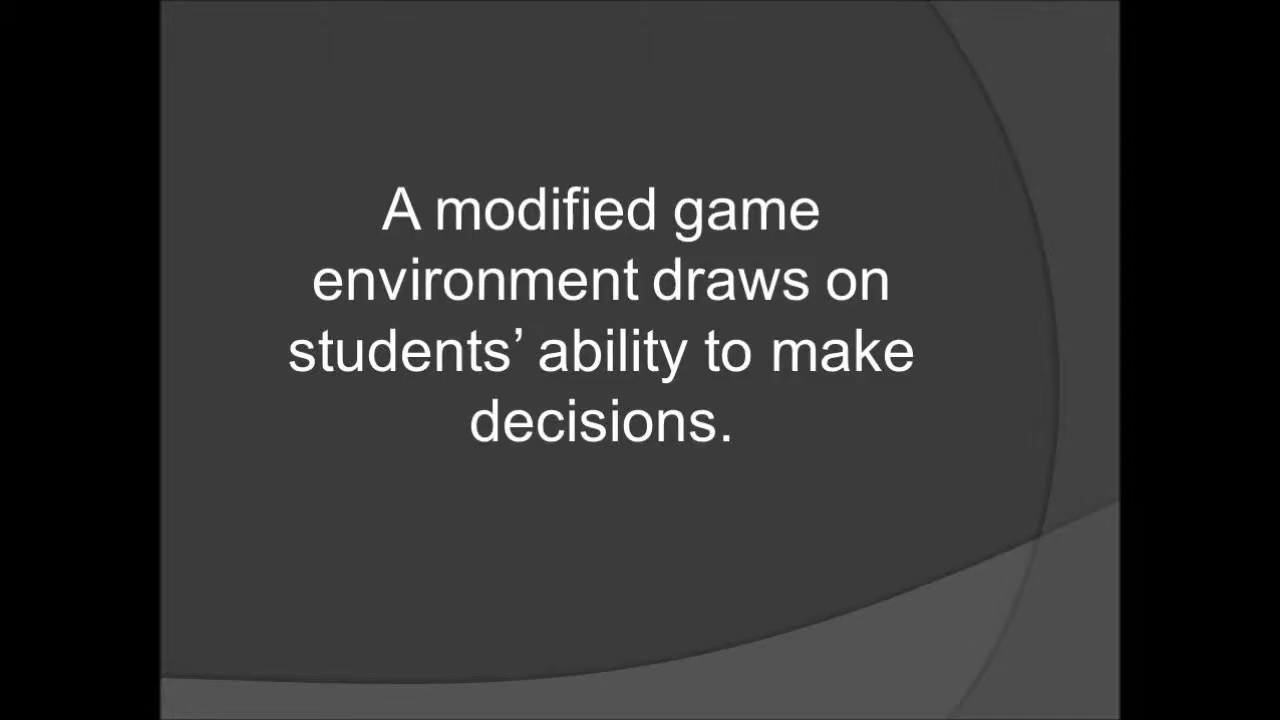 A modified game
environment draws on
students’ ability to make
decisions.